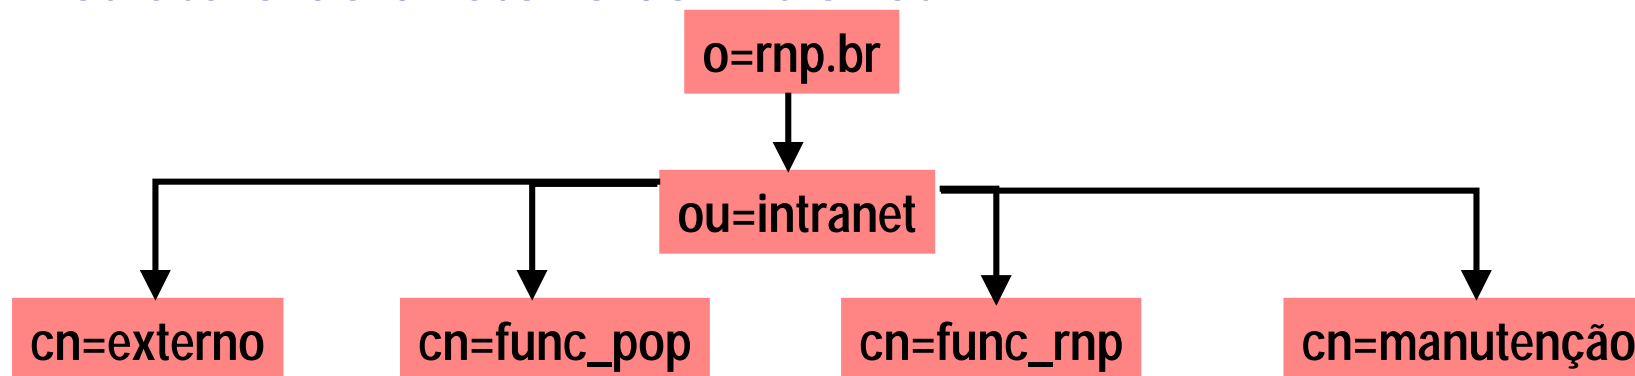 o=rnp.br
ou=intranet
cn=externo
cn=func_pop
cn=func_rnp
cn=manutenção